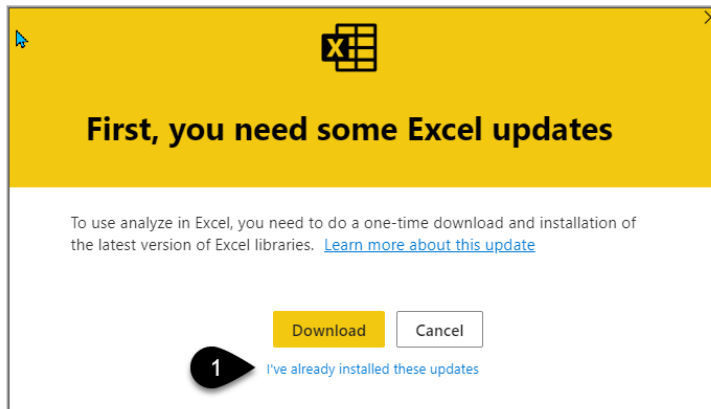 X
First, you need some Excel updates
To use analyze in Excel, you need to do a one-time download and installation of
the latest version of Excel libraries. Learn more about this update
Download Cancel
1 I've already installed these updates